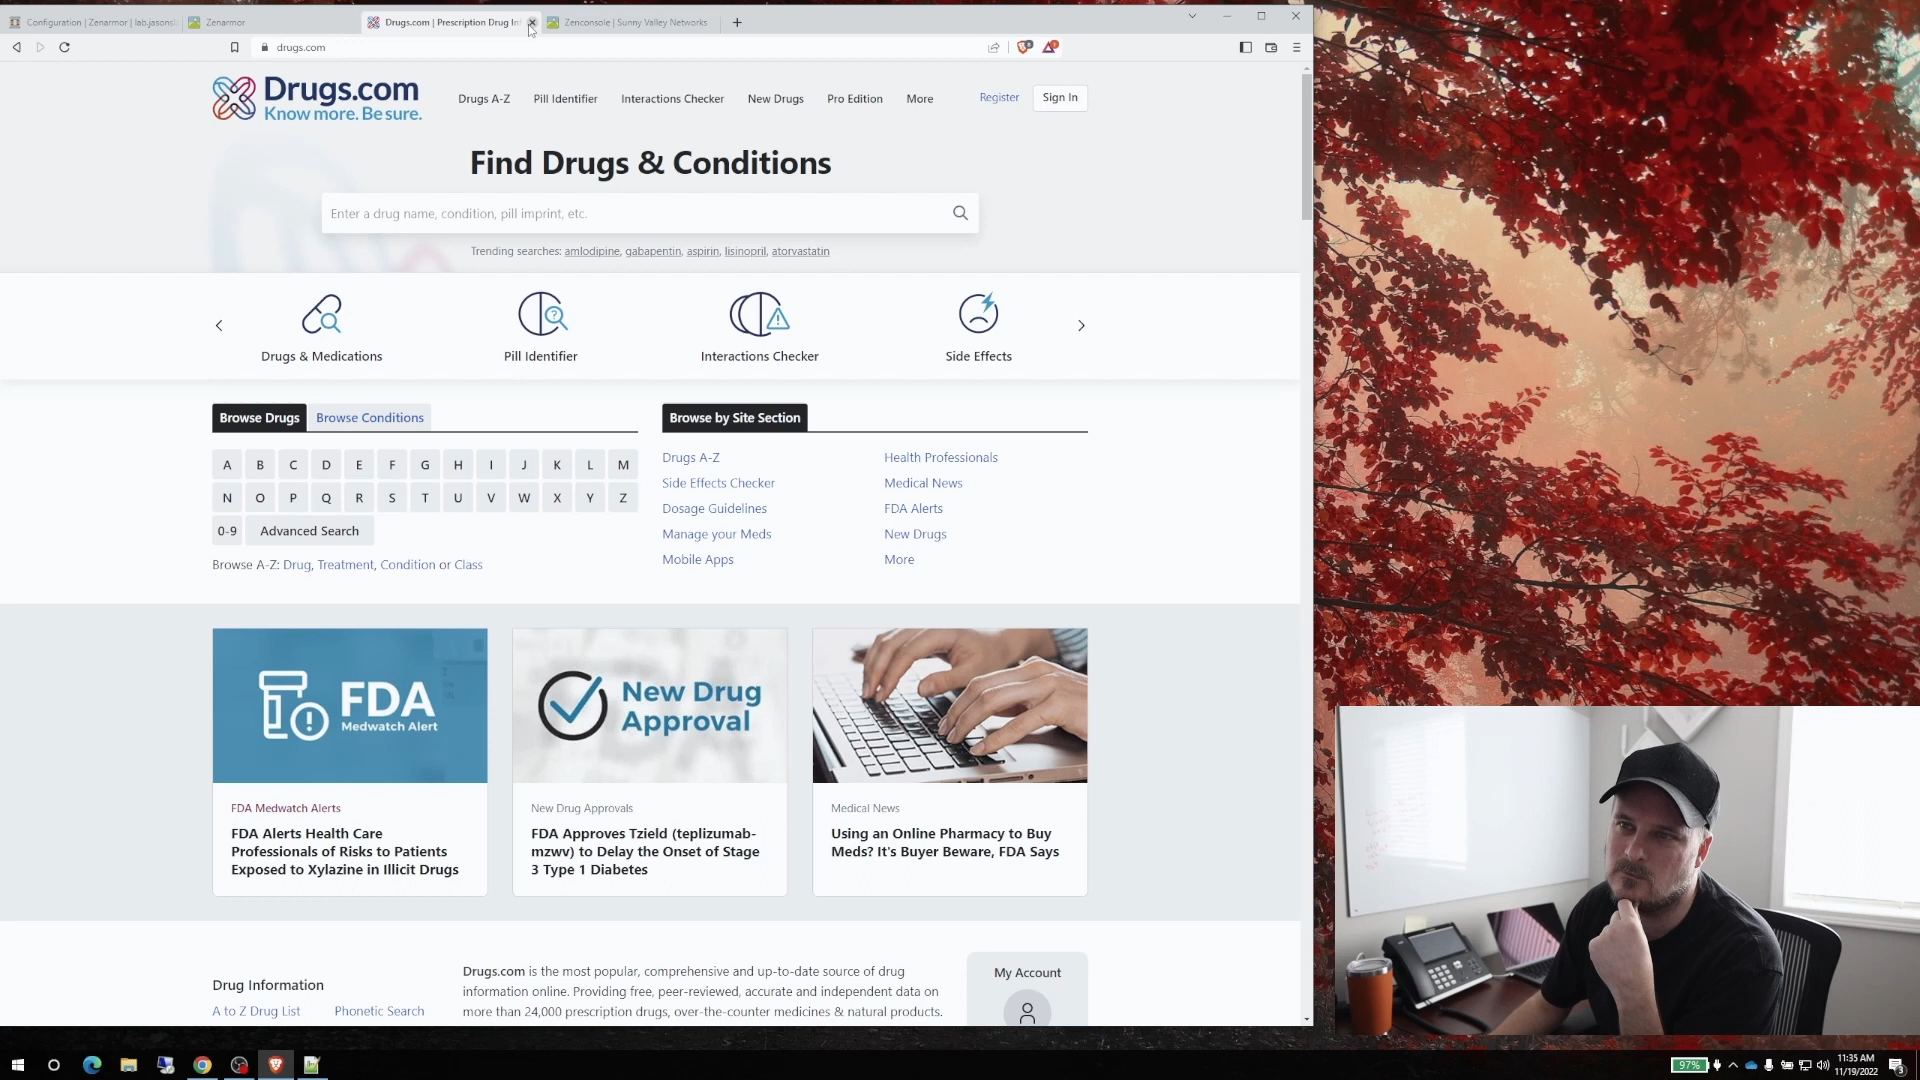 Configuration | Zenarmor | lab.jasons
Zenarmor
Drugs.com | Prescription Drug In
Zenconsole | Sunny Valley Networks
drugs.com
Drugs.com
Know more. Be sure.
Drugs A-Z
Pill Identifier
Interactions Checker
New Drugs
Pro Edition
More
Register
Sign In
Find Drugs & Conditions
Enter a drug name, condition, pill imprint, etc.
Trending searches: amlodipine, gabapentin, aspirin, lisinopril, atorvastatin
Drugs & Medications
Pill Identifier
Interactions Checker
Side Effects
Browse Drugs
Browse Conditions
A B C D E F G H I J K L M
N O P Q R S T U V W X Y Z
0-9 Advanced Search
Browse A-Z: Drug, Treatment, Condition or Class
Browse by Site Section
Drugs A-Z
Side Effects Checker
Dosage Guidelines
Manage your Meds
Mobile Apps
Health Professionals
Medical News
FDA Alerts
New Drugs
More
FDA
Medwatch Alert
FDA Medwatch Alerts
FDA Alerts Health Care
Professionals of Risks to Patients
Exposed to Xylazine in Illicit Drugs
New Drug
Approval
New Drug Approvals
FDA Approves Tzield (teplizumab-
mzwv) to Delay the Onset of Stage
3 Type 1 Diabetes
Medical News
Using an Online Pharmacy to Buy
Meds? It's Buyer Beware, FDA Says
Drug Information
A to Z Drug List
Phonetic Search
Drugs.com is the most popular, comprehensive and up-to-date source of drug
information online. Providing free, peer-reviewed, accurate and independent data on
more than 24,000 prescription drugs, over-the-counter medicines & natural products.
My Account
97%
11:35 AM
11/19/2022
3